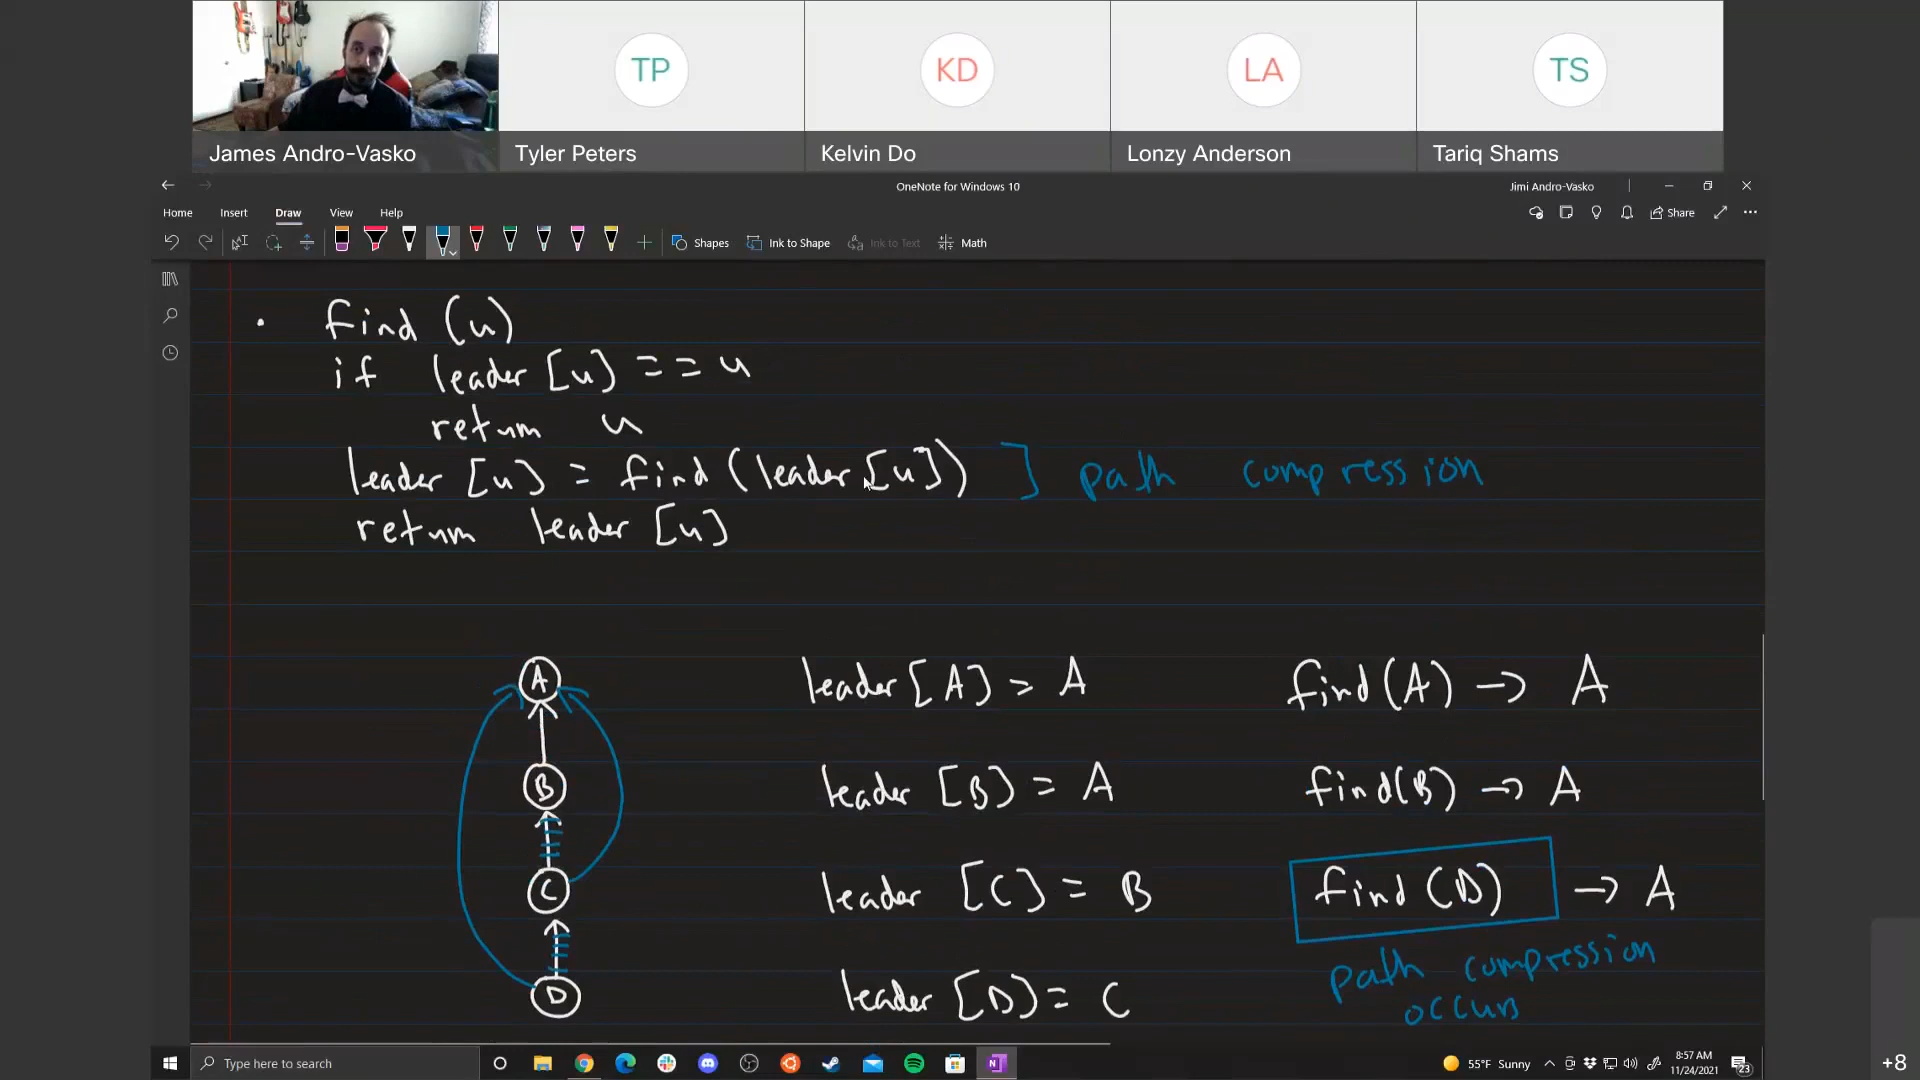 TP
KD
LA
TS
James Andro-Vasko
Tyler Peters
Kelvin Do
Lonzy Anderson
Tariq Shams
OneNote for Windows 10
Jimi Andro-Vasko
Home Insert Draw View Help
Share
Shapes Ink to Shape Ink to Text Math
• find (u)
if leader [u] == u
return u
leader [u] = find (leader [u]) ] path compression
return leader [u]
A
leader [A] = A
find(A) → A
B
leader [B] = A
find(B) → A
C
leader [C] = B
find (D) → A
path compression
occurs
D
leader [D] = C
Type here to search
55°F Sunny
8:57 AM
11/24/2021
23
+8